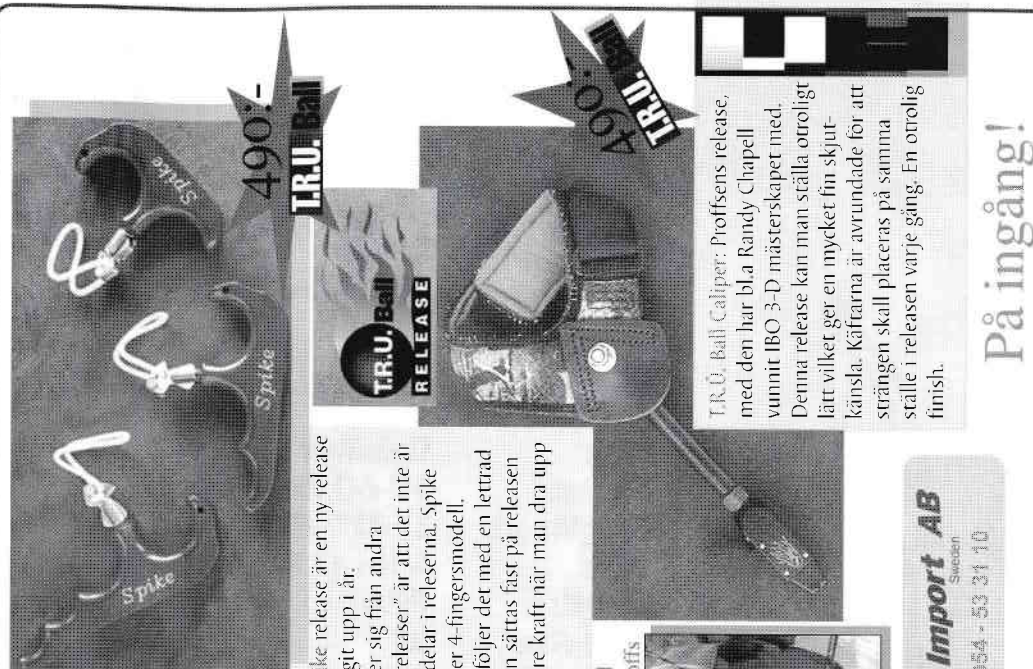 Spike
Spike
Spike
490:-
T.R.U. Ball
ke release är en ny release
git upp i år.
er sig från andra
releaser" är att det inte är
delar i releserna. Spike
er 4-fingersmodell.
följer det med en lettrad
n sättas fast på releasen
re kraft när man dra upp
T.R.U. Ball
RELEASE
490:-
T.R.U. Ball
T.R.U. Ball Caliper: Proffsens release,
med den har bl.a Randy Chapell
vunnit IBO 3-D mästerskapet med.
Denna release kan man ställa otroligt
lätt vilket ger en mycket fin skjut-
känsla. Käftarna är avrundade för att
strängen skall placeras på samma
ställe i releasen varje gång. En otrolig
finish.
På ingång!
offs
Import AB
Sweden
054 - 53 31 10